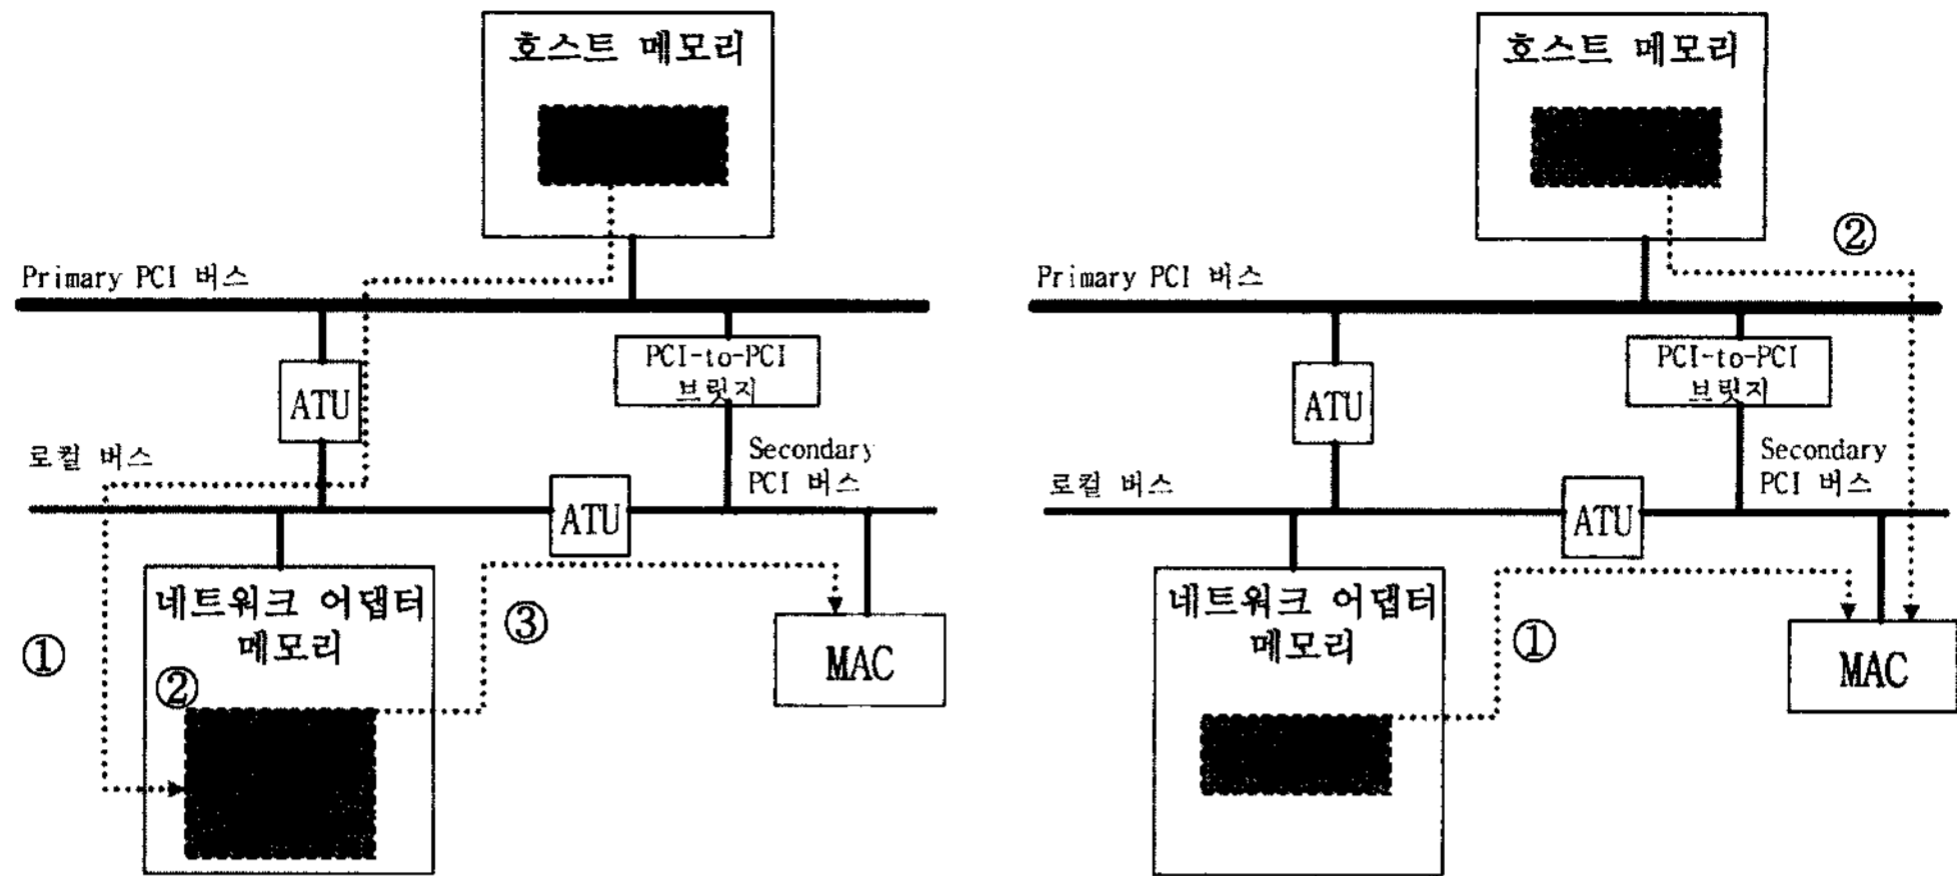 호스트 메모리
Primary PCI 버스
PCI-to-PCI
브릿지
ATU
로컬 버스
Secondary
PCI 버스
ATU
네트워크 어댑터
메모리
①
②
③
MAC
호스트 메모리
②
Primary PCI 버스
PCI-to-PCI
브릿지
ATU
로컬 버스
Secondary
PCI 버스
ATU
네트워크 어댑터
메모리
①
MAC